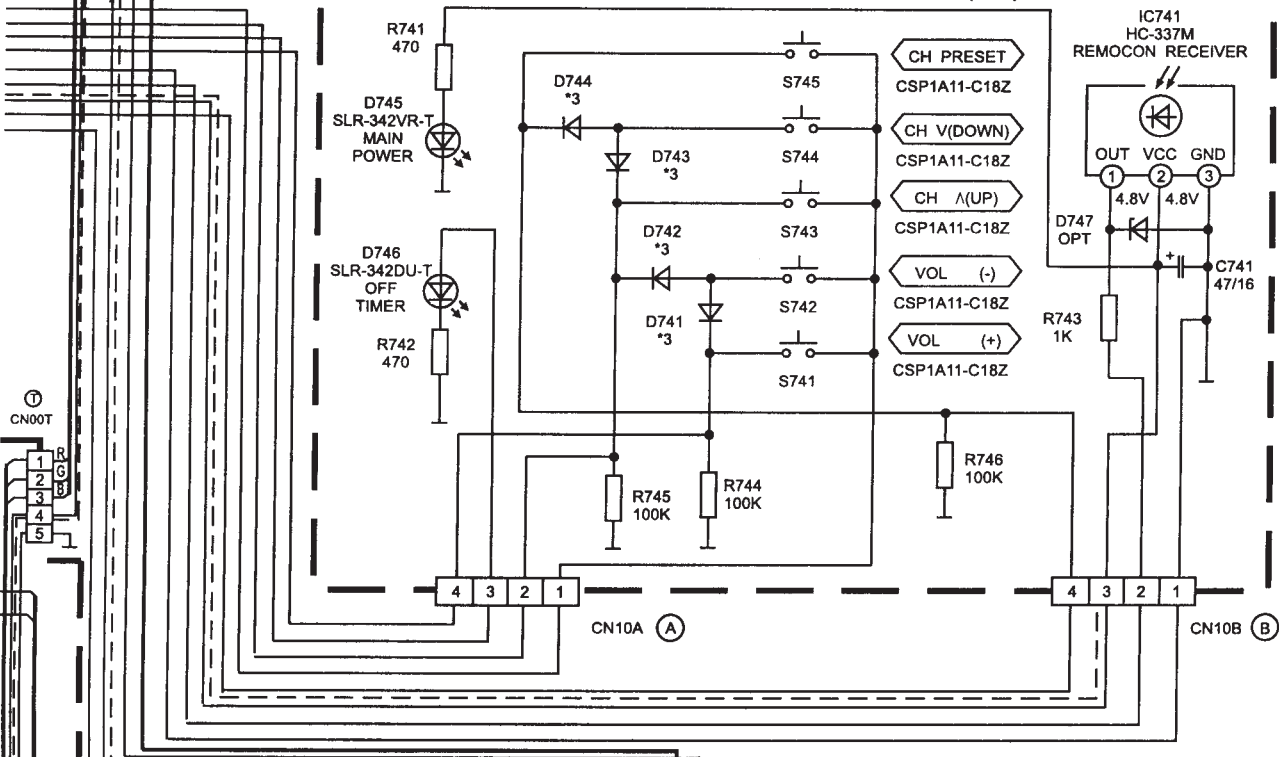 IC741
HC-337M
REMOCON RECEIVER
R741
470
D745
SLR-342VR-T
MAIN
POWER
D744
*3
S745
CH PRESET
CSP1A11-C18Z
D743
*3
S744
CH V(DOWN)
CSP1A11-C18Z
OUT VCC GND
1 2 3
4.8V 4.8V
S743
CH Λ(UP)
CSP1A11-C18Z
D747
OPT
D746
SLR-342DU-T
OFF
TIMER
D742
*3
S742
VOL (-)
CSP1A11-C18Z
+
C741
47/16
R742
470
D741
*3
S741
VOL (+)
CSP1A11-C18Z
R743
1K
T
CN00T
1 R
2 G
3 B
4
5
R745
100K
R744
100K
R746
100K
4 3 2 1
CN10A A
4 3 2 1
CN10B B